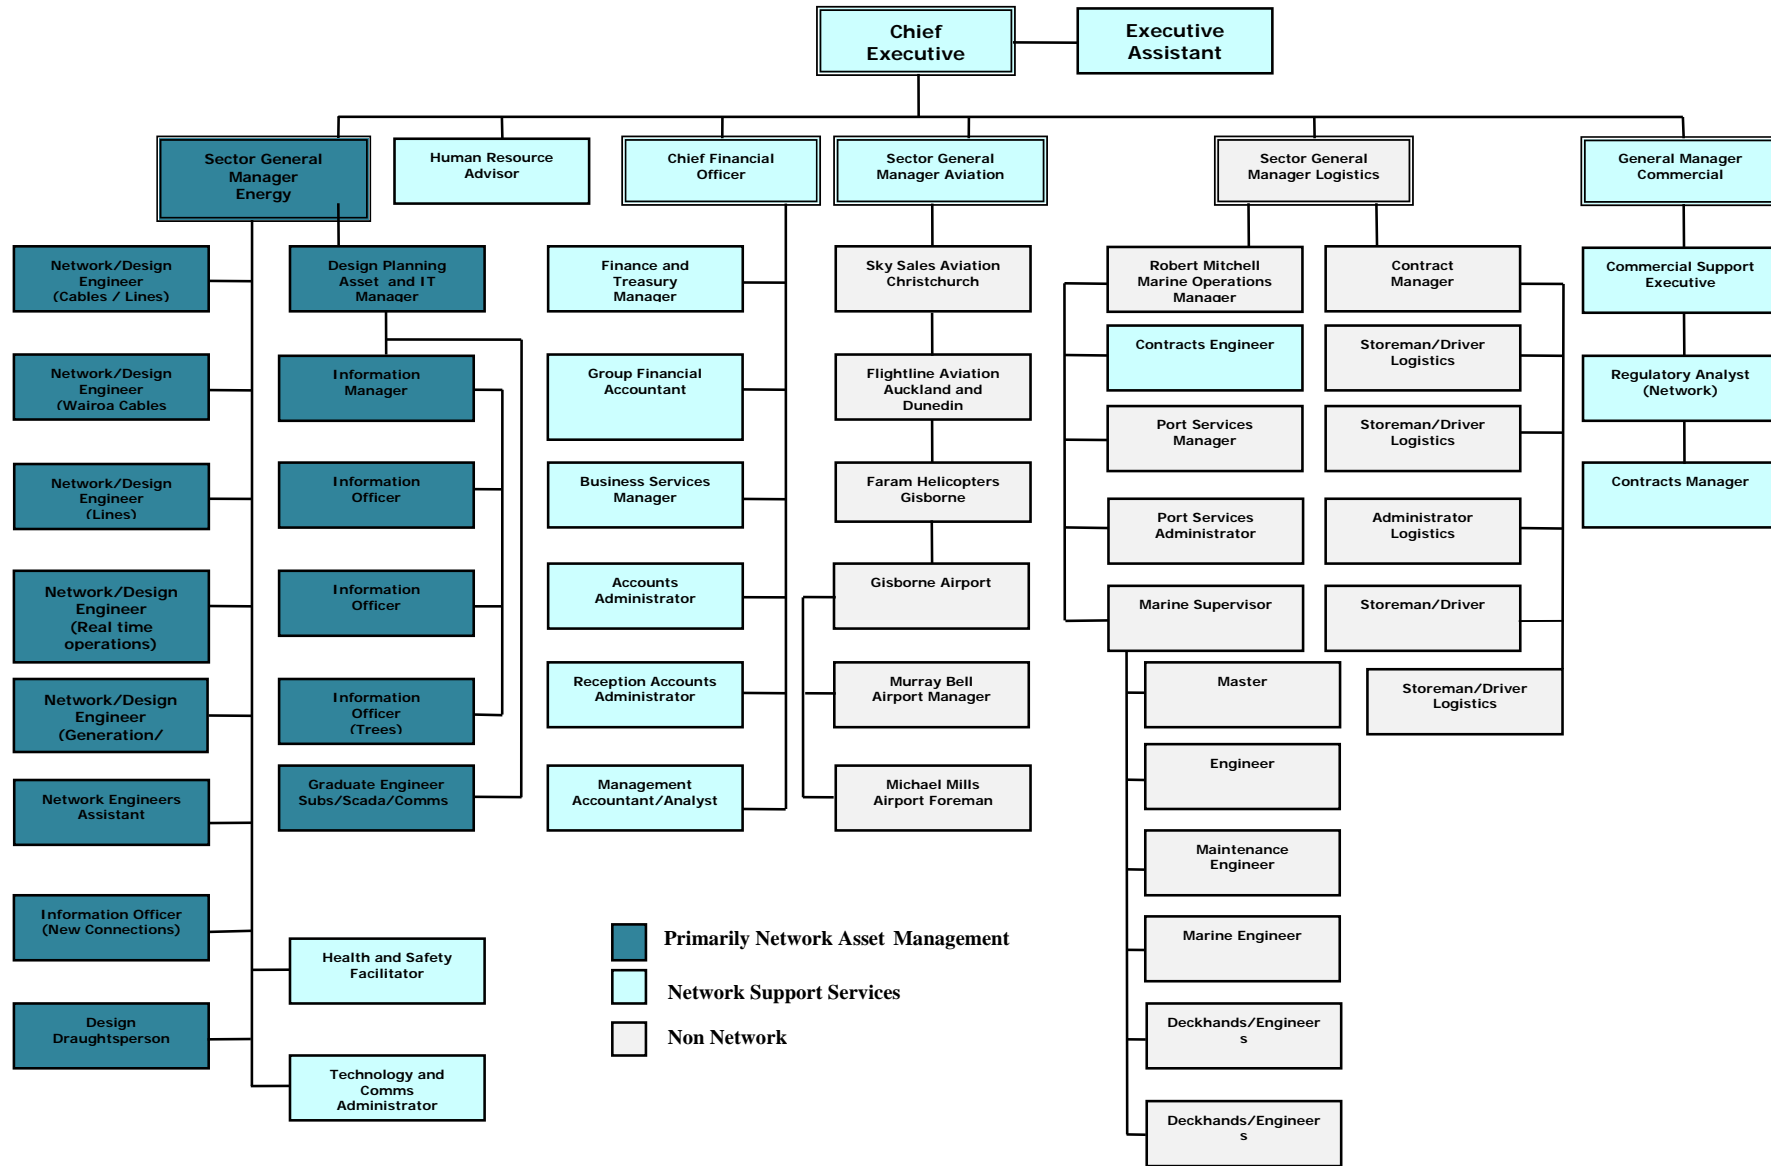 Chief
Executive
Executive
Assistant
Sector General
Manager
Energy
Human Resource
Advisor
Chief Financial
Officer
Sector General
Manager Aviation
Sector General
Manager Logistics
General Manager
Commercial
Network/Design
Engineer
(Cables / Lines)
Design Planning
Asset and IT
Manager
Finance and
Treasury
Manager
Sky Sales Aviation
Christchurch
Robert Mitchell
Marine Operations
Manager
Contract
Manager
Commercial Support
Executive
Network/Design
Engineer
(Wairoa Cables
Information
Manager
Group Financial
Accountant
Flightline Aviation
Auckland and
Dunedin
Contracts Engineer
Storeman/Driver
Logistics
Regulatory Analyst
(Network)
Port Services
Manager
Storeman/Driver
Logistics
Network/Design
Engineer
(Lines)
Information
Officer
Business Services
Manager
Faram Helicopters
Gisborne
Port Services
Administrator
Administrator
Logistics
Contracts Manager
Network/Design
Engineer
(Real time
operations)
Information
Officer
Accounts
Administrator
Gisborne Airport
Marine Supervisor
Storeman/Driver
Network/Design
Engineer
(Generation/
Information
Officer
(Trees)
Reception Accounts
Administrator
Murray Bell
Airport Manager
Master
Storeman/Driver
Logistics
Network Engineers
Assistant
Graduate Engineer
Subs/Scada/Comms
Management
Accountant/Analyst
Michael Mills
Airport Foreman
Engineer
Maintenance
Engineer
Information Officer
(New Connections)
Health and Safety
Facilitator
Primarily Network Asset Management
Marine Engineer
Network Support Services
Design
Draughtsperson
Non Network
Deckhands/Engineer
s
Technology and
Comms
Administrator
Deckhands/Engineer
s